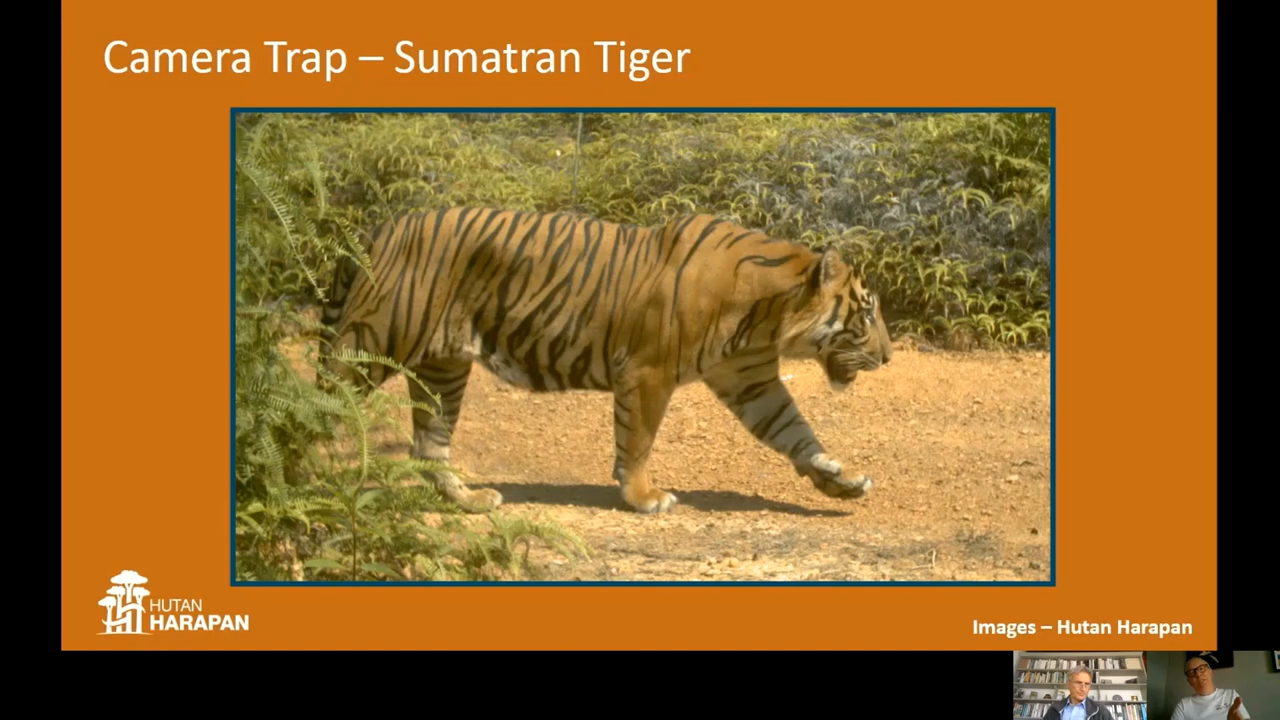 Camera Trap – Sumatran Tiger
HUTAN
HARAPAN
Images – Hutan Harapan